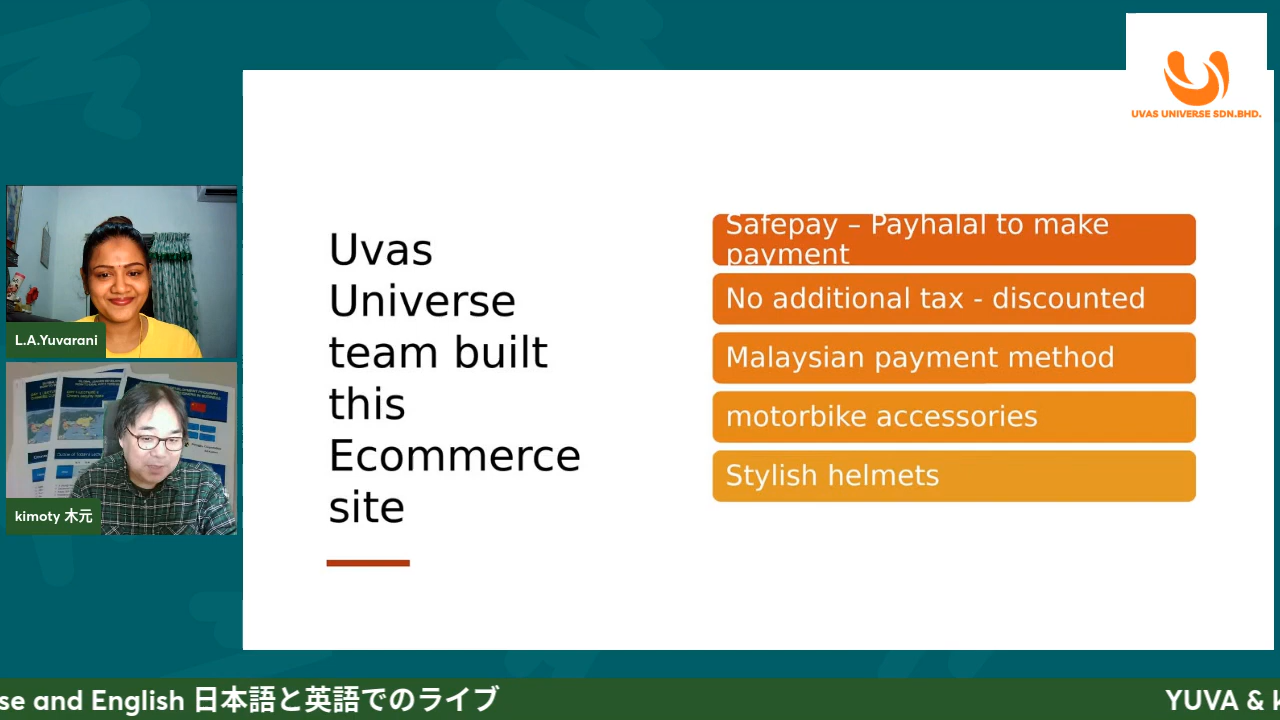 UVAS UNIVERSE SDN.BHD.
Uvas
Universe
team built
this
Ecommerce
site
Safepay – Payhalal to make
payment
No additional tax - discounted
Malaysian payment method
motorbike accessories
Stylish helmets
L.A.Yuvarani
kimoty 木元
se and English 日本語と英語でのライブ
YUVA & k